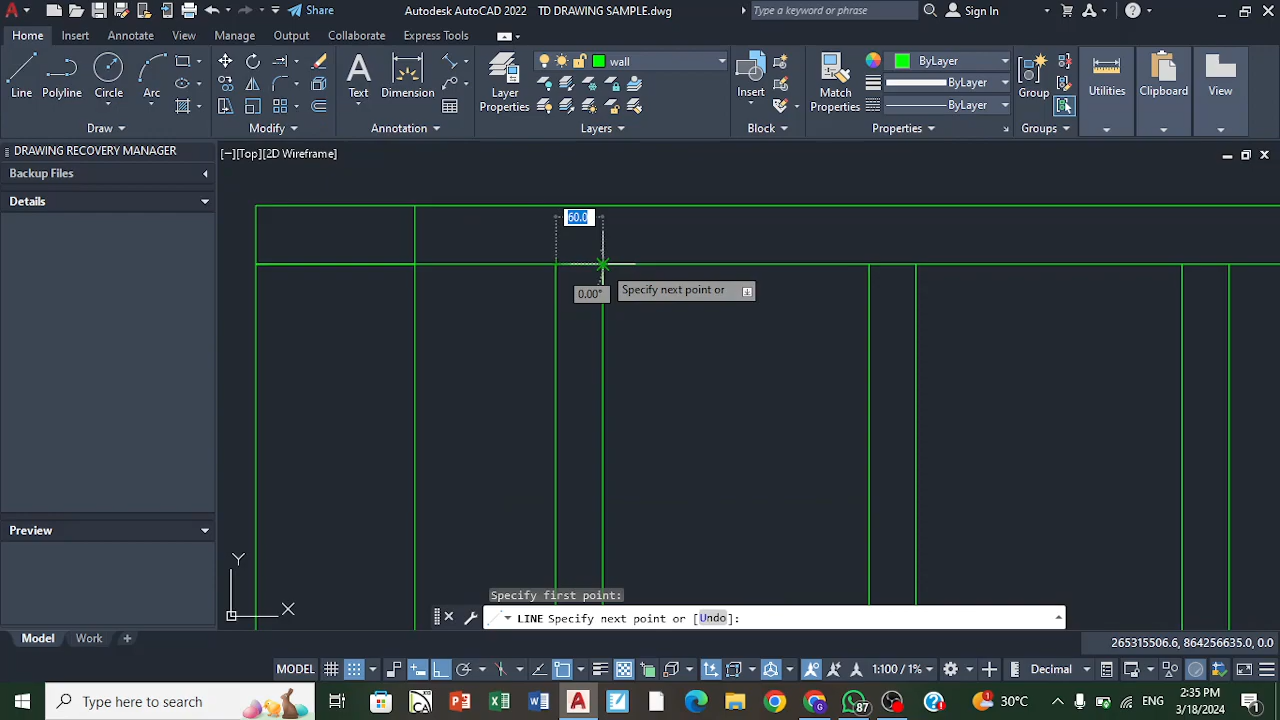 Share
Autodesk AutoCAD 2022
TD DRAWING SAMPLE.dwg
Type a keyword or phrase
Sign In
Home
Insert
Annotate
View
Manage
Output
Collaborate
Express Tools
Line
Polyline
Circle
Arc
Text
Dimension
Layer
Properties
wall
Insert
Match
Properties
ByLayer
ByLayer
ByLayer
Group
Utilities
Clipboard
View
Draw
Modify
Annotation
Layers
Block
Properties
Groups
DRAWING RECOVERY MANAGER
Backup Files
Details
Preview
[−][Top][2D Wireframe]
60.0
0.00°
Specify next point or
Y
X
Specify first point:
LINE Specify next point or [Undo]:
Model
Work
265315506.6, 864256635.0, 0.0
MODEL
1:100 / 1%
Decimal
Type here to search
87
1
30°C
ENG
2:35 PM
3/18/2024